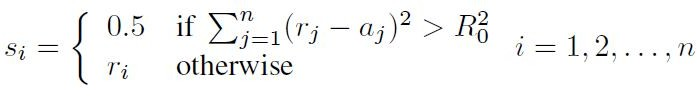 s_i = { 0.5 if ∑_{j=1}^{n} (r_j − a_j)^2 > R_0^2
r_i otherwise
i = 1, 2, . . . , n